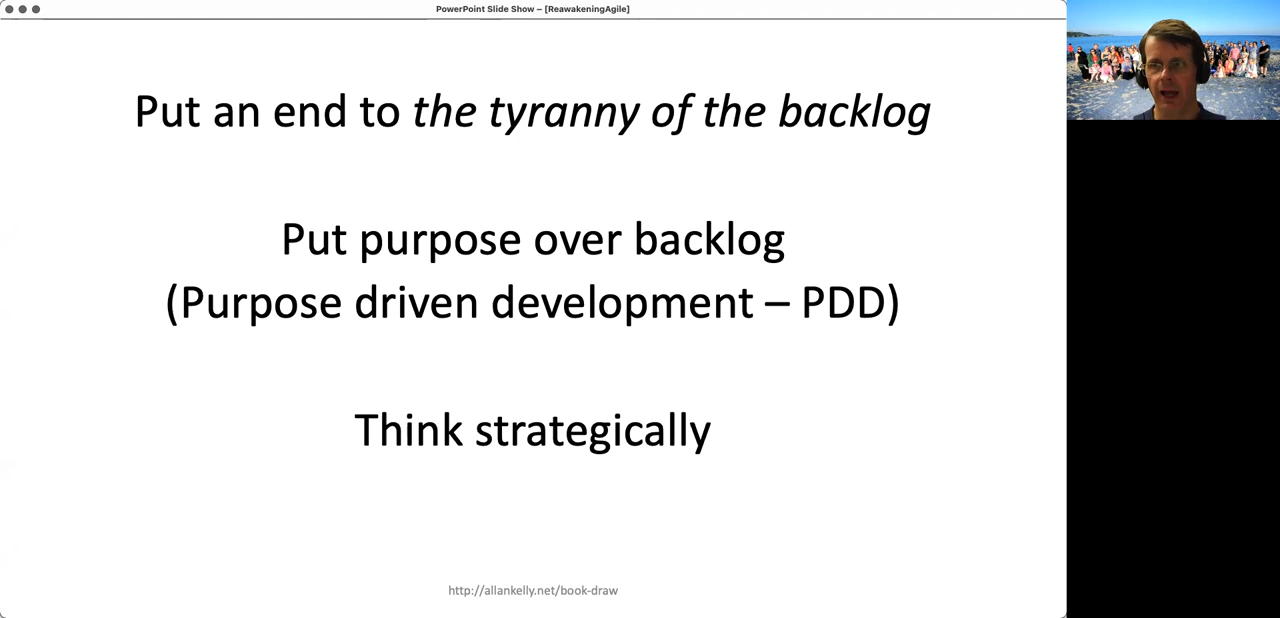 PowerPoint Slide Show – [ReawakeningAgile]
Put an end to the tyranny of the backlog
Put purpose over backlog
(Purpose driven development – PDD)
Think strategically
http://allankelly.net/book-draw